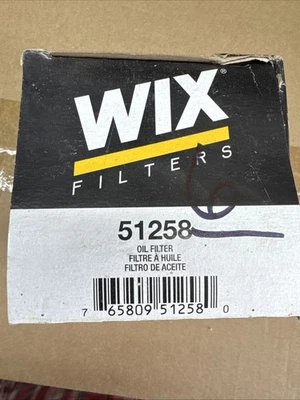 WIX®
FILTERS
51258
OIL FILTER
FILTRE À HUILE
FILTRO DE ACEITE
7 65809 51258 0